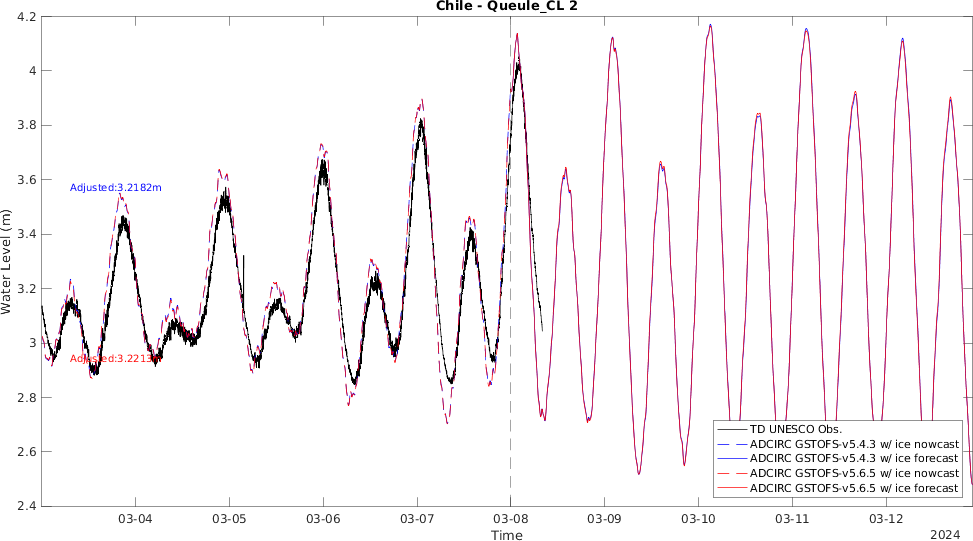 Chile - Queule_CL 2
4.2
4
3.8
3.6
3.4
3.2
3
2.8
2.6
2.4
Water Level (m)
Adjusted:3.2182m
Adjusted:3.2213m
TD UNESCO Obs.
ADCIRC GSTOFS-v5.4.3 w/ ice nowcast
ADCIRC GSTOFS-v5.4.3 w/ ice forecast
ADCIRC GSTOFS-v5.6.5 w/ ice nowcast
ADCIRC GSTOFS-v5.6.5 w/ ice forecast
03-04 03-05 03-06 03-07 03-08 03-09 03-10 03-11 03-12
Time
2024